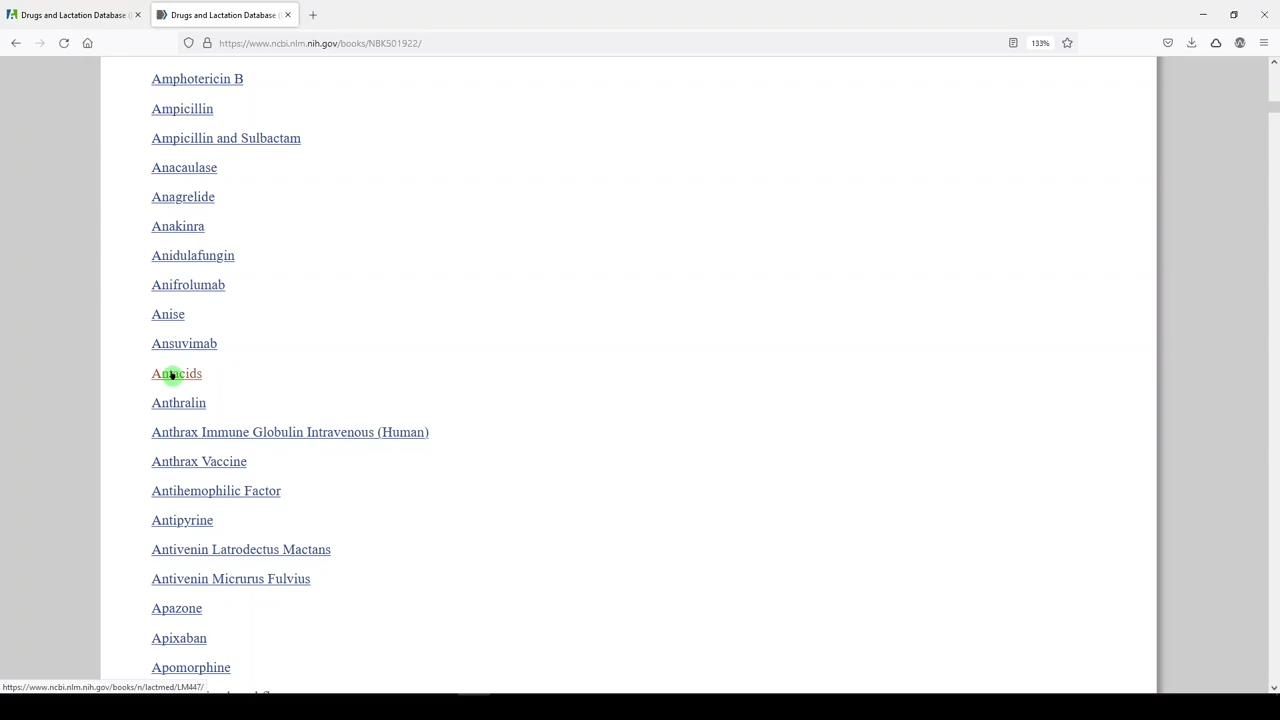 Drugs and Lactation Database (
Drugs and Lactation Database (
https://www.ncbi.nlm.nih.gov/books/NBK501922/
133%
Amphotericin B
Ampicillin
Ampicillin and Sulbactam
Anacaulase
Anagrelide
Anakinra
Anidulafungin
Anifrolumab
Anise
Ansuvimab
Antacids
Anthralin
Anthrax Immune Globulin Intravenous (Human)
Anthrax Vaccine
Antihemophilic Factor
Antipyrine
Antivenin Latrodectus Mactans
Antivenin Micrurus Fulvius
Apazone
Apixaban
Apomorphine
https://www.ncbi.nlm.nih.gov/books/n/lactmed/LM447/